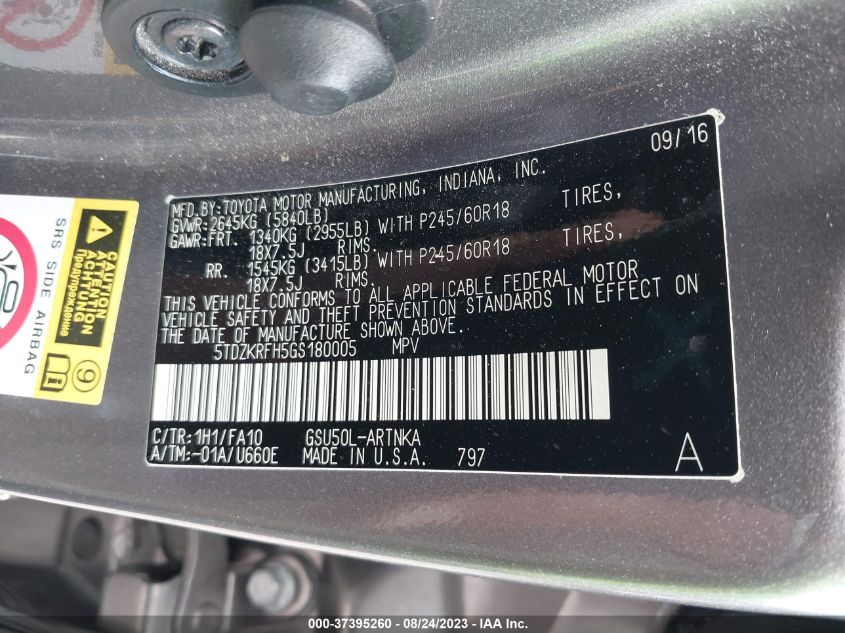 09/16
MFD.BY:TOYOTA MOTOR MANUFACTURING, INDIANA, INC.
GVWR:2645KG (5840LB)
GAWR:FRT. 1340KG (2955LB) WITH P245/60R18 TIRES,
18X7.5J RIMS.
RR. 1545KG (3415LB) WITH P245/60R18 TIRES,
18X7.5J RIMS.
THIS VEHICLE CONFORMS TO ALL APPLICABLE FEDERAL MOTOR
VEHICLE SAFETY AND THEFT PREVENTION STANDARDS IN EFFECT ON
THE DATE OF MANUFACTURE SHOWN ABOVE.
5TDZKRFH5GS180005 MPV
C/TR:1H1/FA10 GSU50L-ARTNKA
A/TM:-01A/U660E MADE IN U.S.A. 797
A
SRS SIDE AIRBAG
CAUTION
ATTENTION
Предупреждение
9
000-37395260 - 08/24/2023 - © IAA Inc.